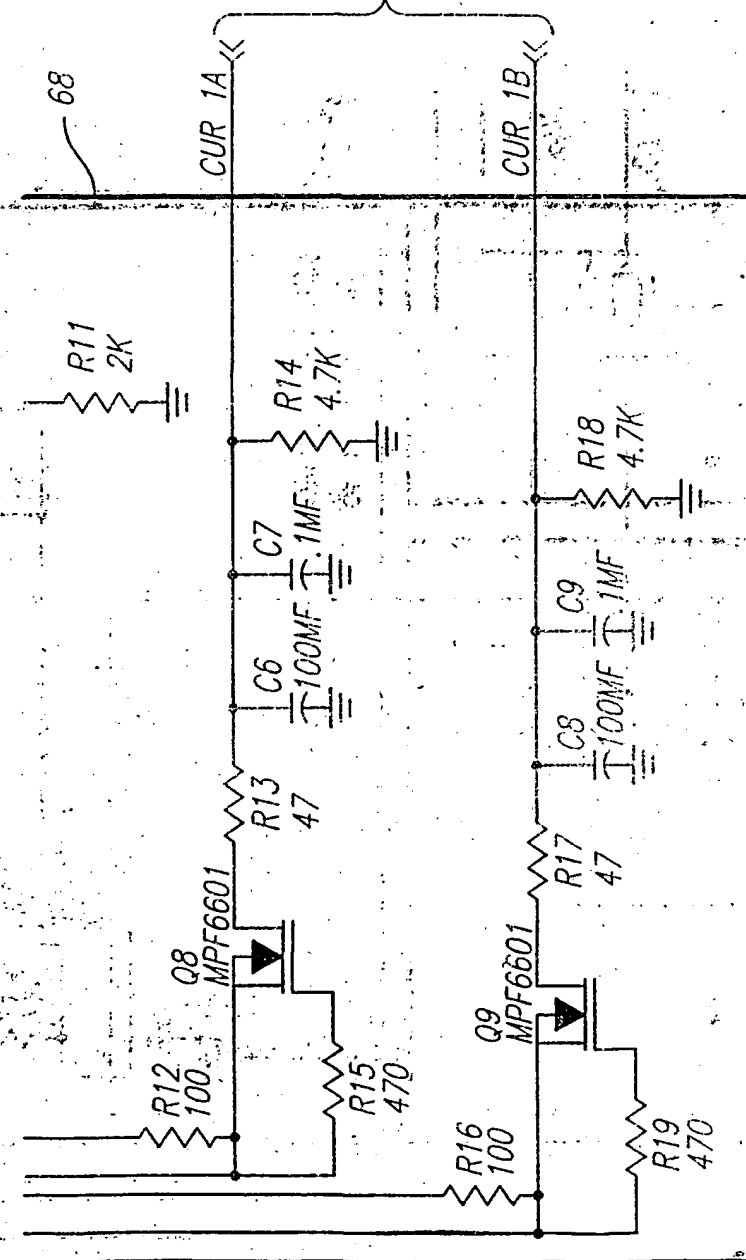 68
CUR 1A
CUR 1B
R11
2K
R14
4.7K
R18
4.7K
C7
.1MF
C9
.1MF
C6
100MF
C8
100MF
R13
47
R17
47
Q8
MPF6601
Q9
MPF6601
R12
100
R15
470
R16
100
R19
470